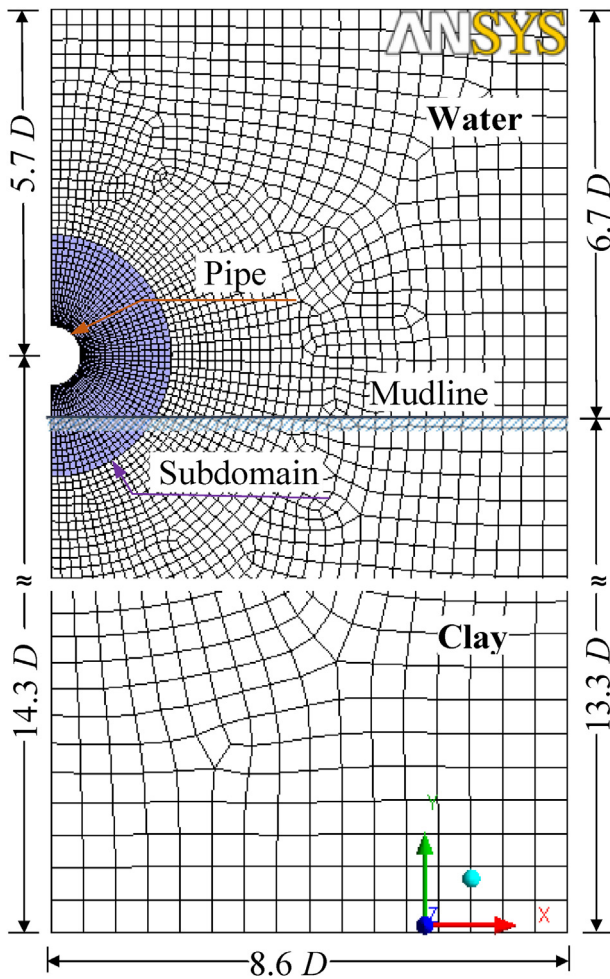 ANSYS
Water
5.7 D
6.7 D
Pipe
Mudline
Subdomain
≈
≈
Clay
14.3 D
13.3 D
Y
Z
X
8.6 D